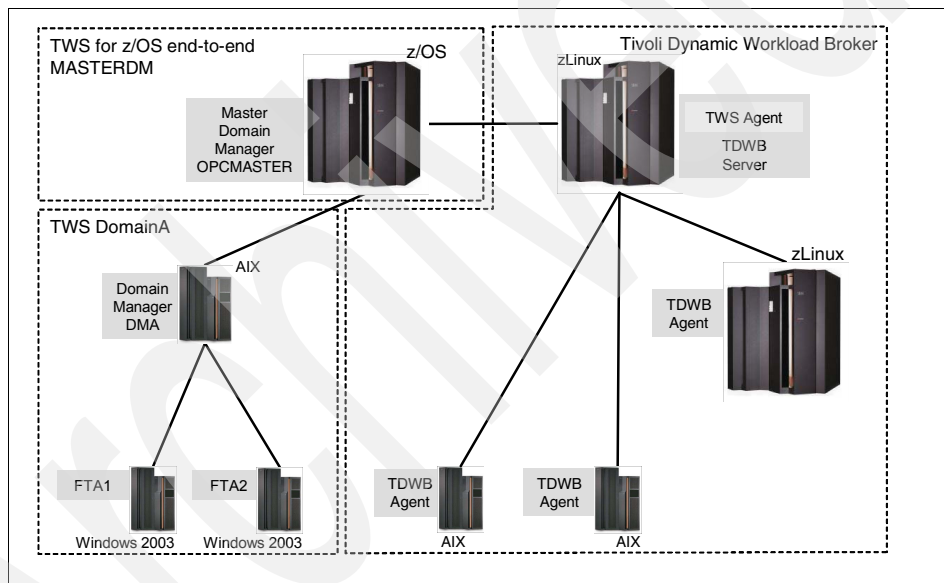 TWS for z/OS end-to-end
MASTERDM
z/OS
Master
Domain
Manager
OPCMASTER
Tivoli Dynamic Workload Broker
zLinux
TWS Agent
TDWB
Server
TWS DomainA
AIX
Domain
Manager
DMA
zLinux
TDWB
Agent
FTA1
FTA2
Windows 2003
Windows 2003
TDWB
Agent
TDWB
Agent
AIX
AIX